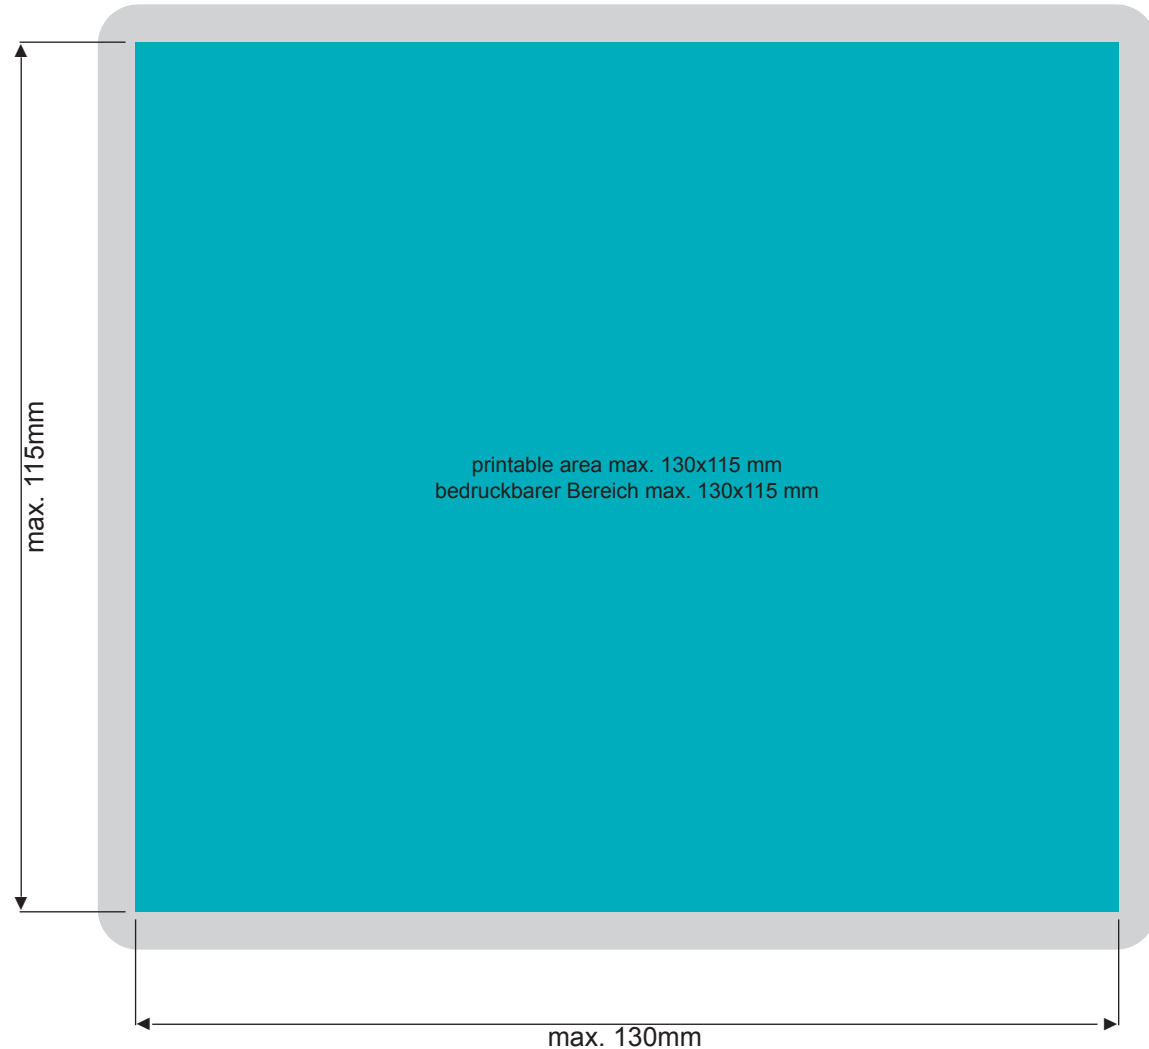 max. 115mm
printable area max. 130x115 mm
bedruckbarer Bereich max. 130x115 mm
max. 130mm